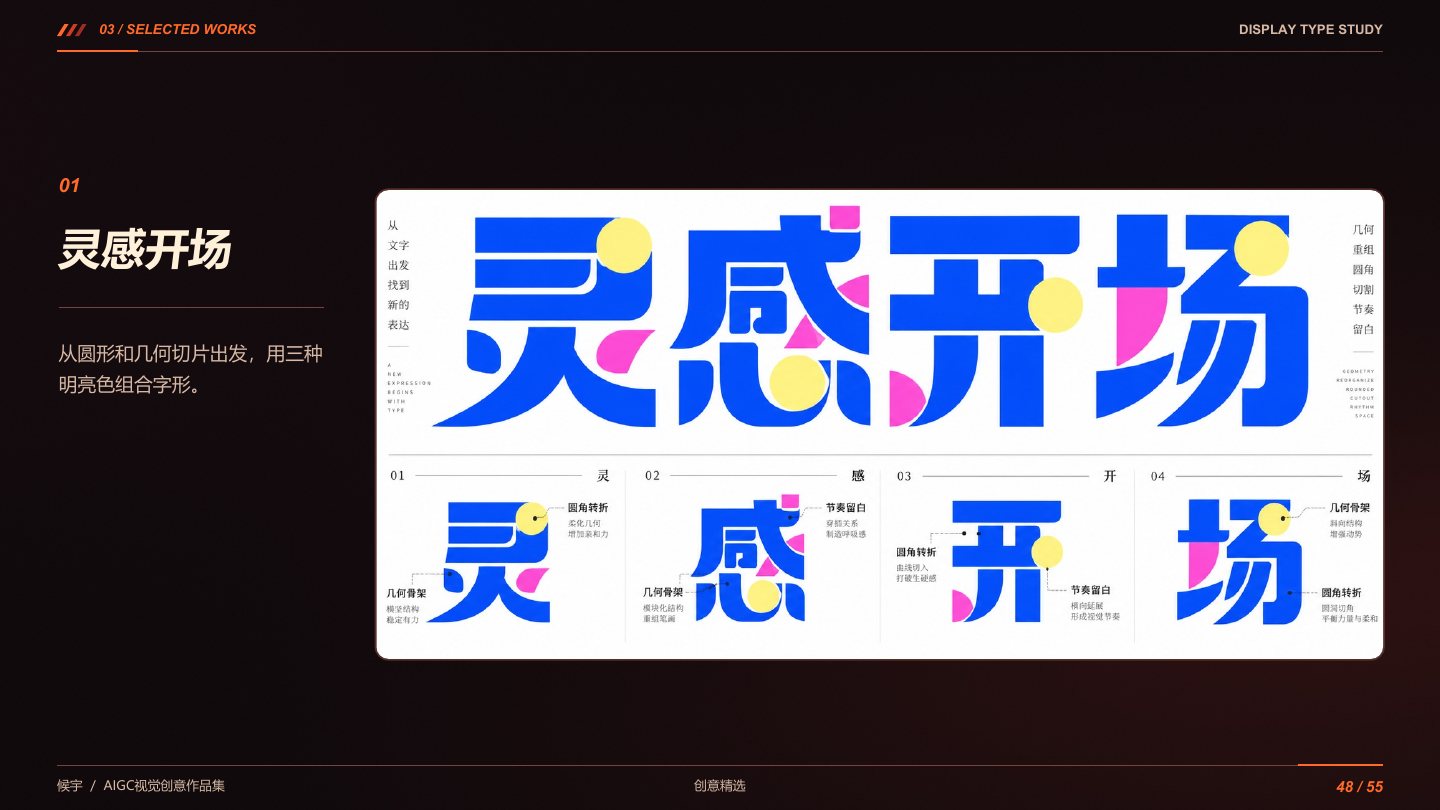 03 / SELECTED WORKS
DISPLAY TYPE STUDY
01
灵感开场
从圆形和几何切片出发，用三种
明亮色组合字形。
从
文字
出发
找到
新的
表达
A
NEW
EXPRESSION
BEGINS
WITH
TYPE
灵感开场
几何
重组
圆角
切割
节奏
留白
GEOMETRY
REORGANIZE
ROUNDED
CUTOUT
RHYTHM
SPACE
01 灵
灵
圆角转折
柔化几何
增加亲和力
几何骨架
横坚结构
稳定有力
02 感
感
节奏留白
穿插关系
制造呼吸感
几何骨架
模块化结构
重组笔画
03 开
开
圆角转折
曲线切入
打破生硬感
节奏留白
横向延展
形成视觉节奏
04 场
场
几何骨架
斜向结构
增强动势
圆角转折
圆润切角
平衡力量与柔和
候宇 / AIGC视觉创意作品集
创意精选
48 / 55